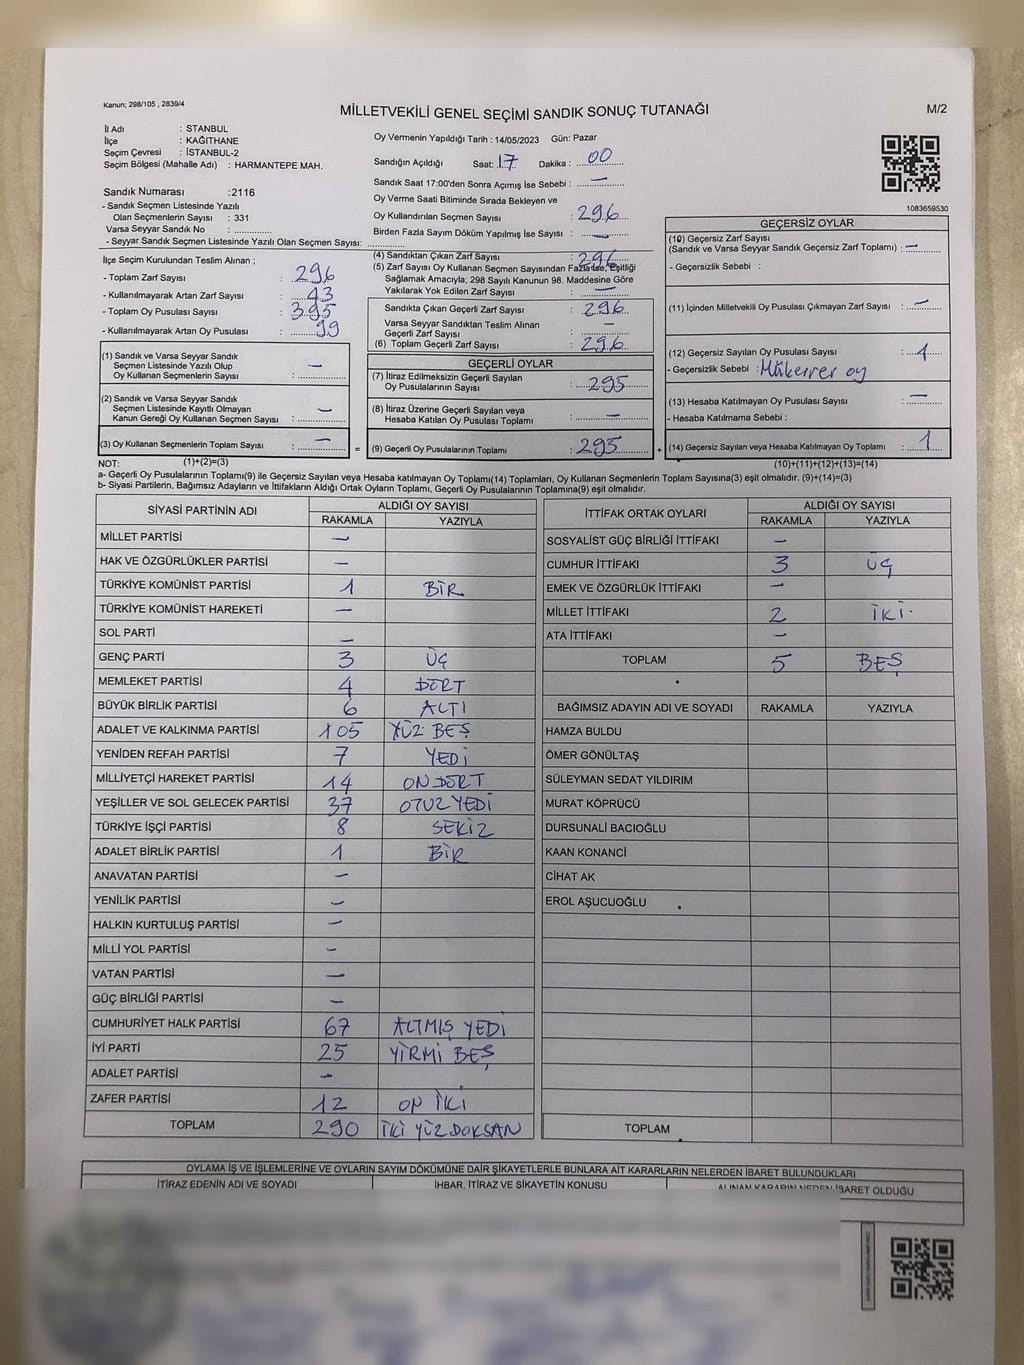 Kanun; 298/105 , 2839/4
MİLLETVEKİLİ GENEL SEÇİMİ SANDIK SONUÇ TUTANAĞI
M/2
İl Adı : STANBUL
İlçe : KAĞITHANE
Seçim Çevresi : İSTANBUL-2
Seçim Bölgesi (Mahalle Adı) : HARMANTEPE MAH.
Sandık Numarası :2116
- Sandık Seçmen Listesinde Yazılı
Olan Seçmenlerin Sayısı : 331
Varsa Seyyar Sandık No : ..............
- Seyyar Sandık Seçmen Listesinde Yazılı Olan Seçmen Sayısı: ..............
İlçe Seçim Kurulundan Teslim Alınan ;
- Toplam Zarf Sayısı : 296
- Kullanılmayarak Artan Zarf Sayısı : 43
- Toplam Oy Pusulası Sayısı : 395
- Kullanılmayarak Artan Oy Pusulası : 99
Oy Vermenin Yapıldığı Tarih : 14/05/2023 Gün: Pazar
Sandığın Açıldığı Saat: 17 Dakika : 00
Sandık Saat 17:00'den Sonra Açımış İse Sebebi : —
Oy Verme Saati Bitiminde Sırada Bekleyen ve
Oy Kullandırılan Seçmen Sayısı : 296
Birden Fazla Sayım Döküm Yapılmış İse Sayısı : —
(4) Sandıktan Çıkan Zarf Sayısı : 296
(5) Zarf Sayısı Oy Kullanan Seçmen Sayısından Fazla ise, Eşitliği
Sağlamak Amacıyla; 298 Sayılı Kanunun 98. Maddesine Göre
Yakılarak Yok Edilen Zarf Sayısı : —
Sandıkta Çıkan Geçerli Zarf Sayısı : 296
Varsa Seyyar Sandıktan Teslim Alınan
Geçerli Zarf Sayısı : —
(6) Toplam Geçerli Zarf Sayısı : 296
1083659530
GEÇERSİZ OYLAR
(10) Geçersiz Zarf Sayısı
(Sandık ve Varsa Seyyar Sandık Geçersiz Zarf Toplamı) : —
- Geçersizlik Sebebi :
(11) İçinden Milletvekili Oy Pusulası Çıkmayan Zarf Sayısı : —
(12) Geçersiz Sayılan Oy Pusulası Sayısı : 1
- Geçersizlik Sebebi : Mükerrer oy
(13) Hesaba Katılmayan Oy Pusulası Sayısı : —
- Hesaba Katılmama Sebebi :
(14) Geçersiz Sayılan veya Hesaba Katılmayan Oy Toplamı : 1
(10)+(11)+(12)+(13)=(14)
(1) Sandık ve Varsa Seyyar Sandık
Seçmen Listesinde Yazılı Olup
Oy Kullanan Seçmenlerin Sayısı : —
(2) Sandık ve Varsa Seyyar Sandık
Seçmen Listesinde Kayıtlı Olmayan
Kanun Gereği Oy Kullanan Seçmen Sayısı : —
(3) Oy Kullanan Seçmenlerin Toplam Sayısı : —
(1)+(2)=(3)
GEÇERLİ OYLAR
(7) İtiraz Edilmeksizin Geçerli Sayılan
Oy Pusulalarının Sayısı : 295
(8) İtiraz Üzerine Geçerli Sayılan veya
Hesaba Katılan Oy Pusulası Toplamı : —
= (9) Geçerli Oy Pusulalarının Toplamı : 295 +
NOT:
a- Geçerli Oy Pusulalarının Toplamı(9) ile Geçersiz Sayılan veya Hesaba katılmayan Oy Toplamı(14) Toplamları, Oy Kullanan Seçmenlerin Toplam Sayısına(3) eşit olmalıdır. (9)+(14)=(3)
b- Siyasi Partilerin, Bağımsız Adayların ve İttifakların Aldığı Ortak Oyların Toplamı, Geçerli Oy Pusulalarının Toplamına(9) eşit olmalıdır.
SİYASİ PARTİNİN ADI ALDIĞI OY SAYISI
RAKAMLA YAZIYLA
MİLLET PARTİSİ —
HAK VE ÖZGÜRLÜKLER PARTİSİ —
TÜRKİYE KOMÜNİST PARTİSİ 1 BİR
TÜRKİYE KOMÜNİST HAREKETİ —
SOL PARTİ —
GENÇ PARTİ 3 ÜÇ
MEMLEKET PARTİSİ 4 DÖRT
BÜYÜK BİRLİK PARTİSİ 6 ALTI
ADALET VE KALKINMA PARTİSİ 105 YÜZ BEŞ
YENİDEN REFAH PARTİSİ 7 YEDİ
MİLLİYETÇİ HAREKET PARTİSİ 14 ONDÖRT
YEŞİLLER VE SOL GELECEK PARTİSİ 37 OTUZ YEDİ
TÜRKİYE İŞÇİ PARTİSİ 8 SEKİZ
ADALET BİRLİK PARTİSİ 1 BİR
ANAVATAN PARTİSİ —
YENİLİK PARTİSİ —
HALKIN KURTULUŞ PARTİSİ —
MİLLİ YOL PARTİSİ —
VATAN PARTİSİ —
GÜÇ BİRLİĞİ PARTİSİ —
CUMHURİYET HALK PARTİSİ 67 ALTMIŞ YEDİ
İYİ PARTİ 25 YİRMİ BEŞ
ADALET PARTİSİ —
ZAFER PARTİSİ 12 ON İKİ
TOPLAM 290 İKİ YÜZ DOKSAN
İTTİFAK ORTAK OYLARI ALDIĞI OY SAYISI
RAKAMLA YAZIYLA
SOSYALİST GÜÇ BİRLİĞİ İTTİFAKI —
CUMHUR İTTİFAKI 3 ÜÇ
EMEK VE ÖZGÜRLÜK İTTİFAKI —
MİLLET İTTİFAKI 2 İKİ
ATA İTTİFAKI —
TOPLAM 5 BEŞ
BAĞIMSIZ ADAYIN ADI VE SOYADI RAKAMLA YAZIYLA
HAMZA BULDU
ÖMER GÖNÜLTAŞ
SÜLEYMAN SEDAT YILDIRIM
MURAT KÖPRÜCÜ
DURSUNALİ BACIOĞLU
KAAN KONANCİ
CİHAT AK
EROL AŞUCUOĞLU
TOPLAM
OYLAMA İŞ VE İŞLEMLERİNE VE OYLARIN SAYIM DÖKÜMÜNE DAİR ŞİKAYETLERLE BUNLARA AİT KARARLARIN NELERDEN İBARET BULUNDUKLARI
İTİRAZ EDENİN ADI VE SOYADI İHBAR, İTİRAZ VE ŞİKAYETİN KONUSU ALINAN KARARIN NEDEN İBARET OLDUĞU